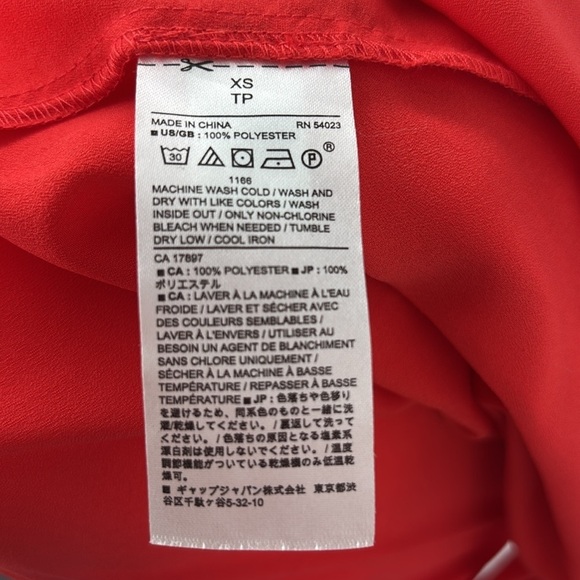 XS
TP
MADE IN CHINA RN 54023
■ US/GB : 100% POLYESTER
30 P ®
1166
MACHINE WASH COLD / WASH AND
DRY WITH LIKE COLORS / WASH
INSIDE OUT / ONLY NON-CHLORINE
BLEACH WHEN NEEDED / TUMBLE
DRY LOW / COOL IRON
CA 17897
■ CA : 100% POLYESTER ■ JP : 100%
ポリエステル
■ CA : LAVER À LA MACHINE À L'EAU
FROIDE / LAVER ET SÉCHER AVEC
DES COULEURS SEMBLABLES /
LAVER À L'ENVERS / UTILISER AU
BESOIN UN AGENT DE BLANCHIMENT
SANS CHLORE UNIQUEMENT /
SÉCHER À LA MACHINE À BASSE
TEMPÉRATURE / REPASSER À BASSE
TEMPÉRATURE ■ JP : 色落ちや色移り
を避けるため、同系色のものと一緒に洗
濯/乾燥してください。/ 裏返して洗って
ください。/ 色落ちの原因となる塩素系
漂白剤は使用しないでください。/ 温度
調節機能がついている乾燥機のみ低温乾
燥可。
■ ギャップジャパン株式会社 東京都渋
谷区千駄ヶ谷5-32-10